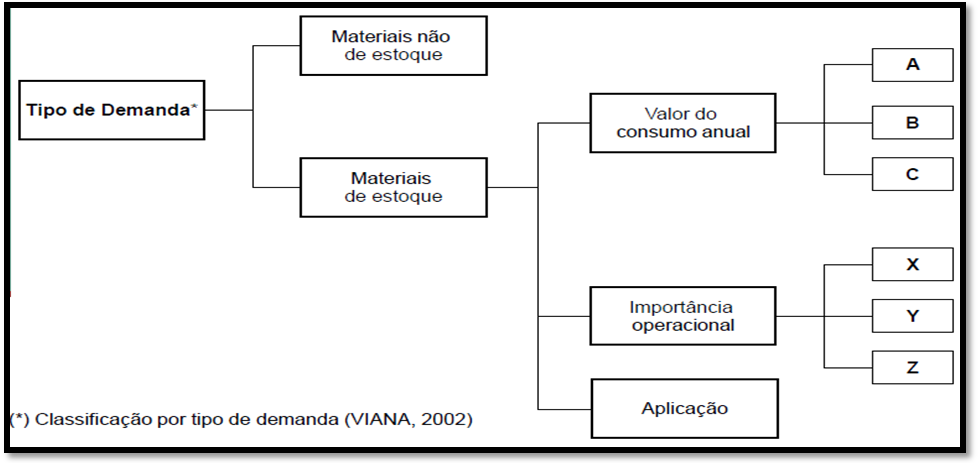 Materiais não
de estoque
Tipo de Demanda*
Materiais
de estoque
Valor do
consumo anual
A
B
C
Importância
operacional
X
Y
Z
Aplicação
(*) Classificação por tipo de demanda (VIANA, 2002)